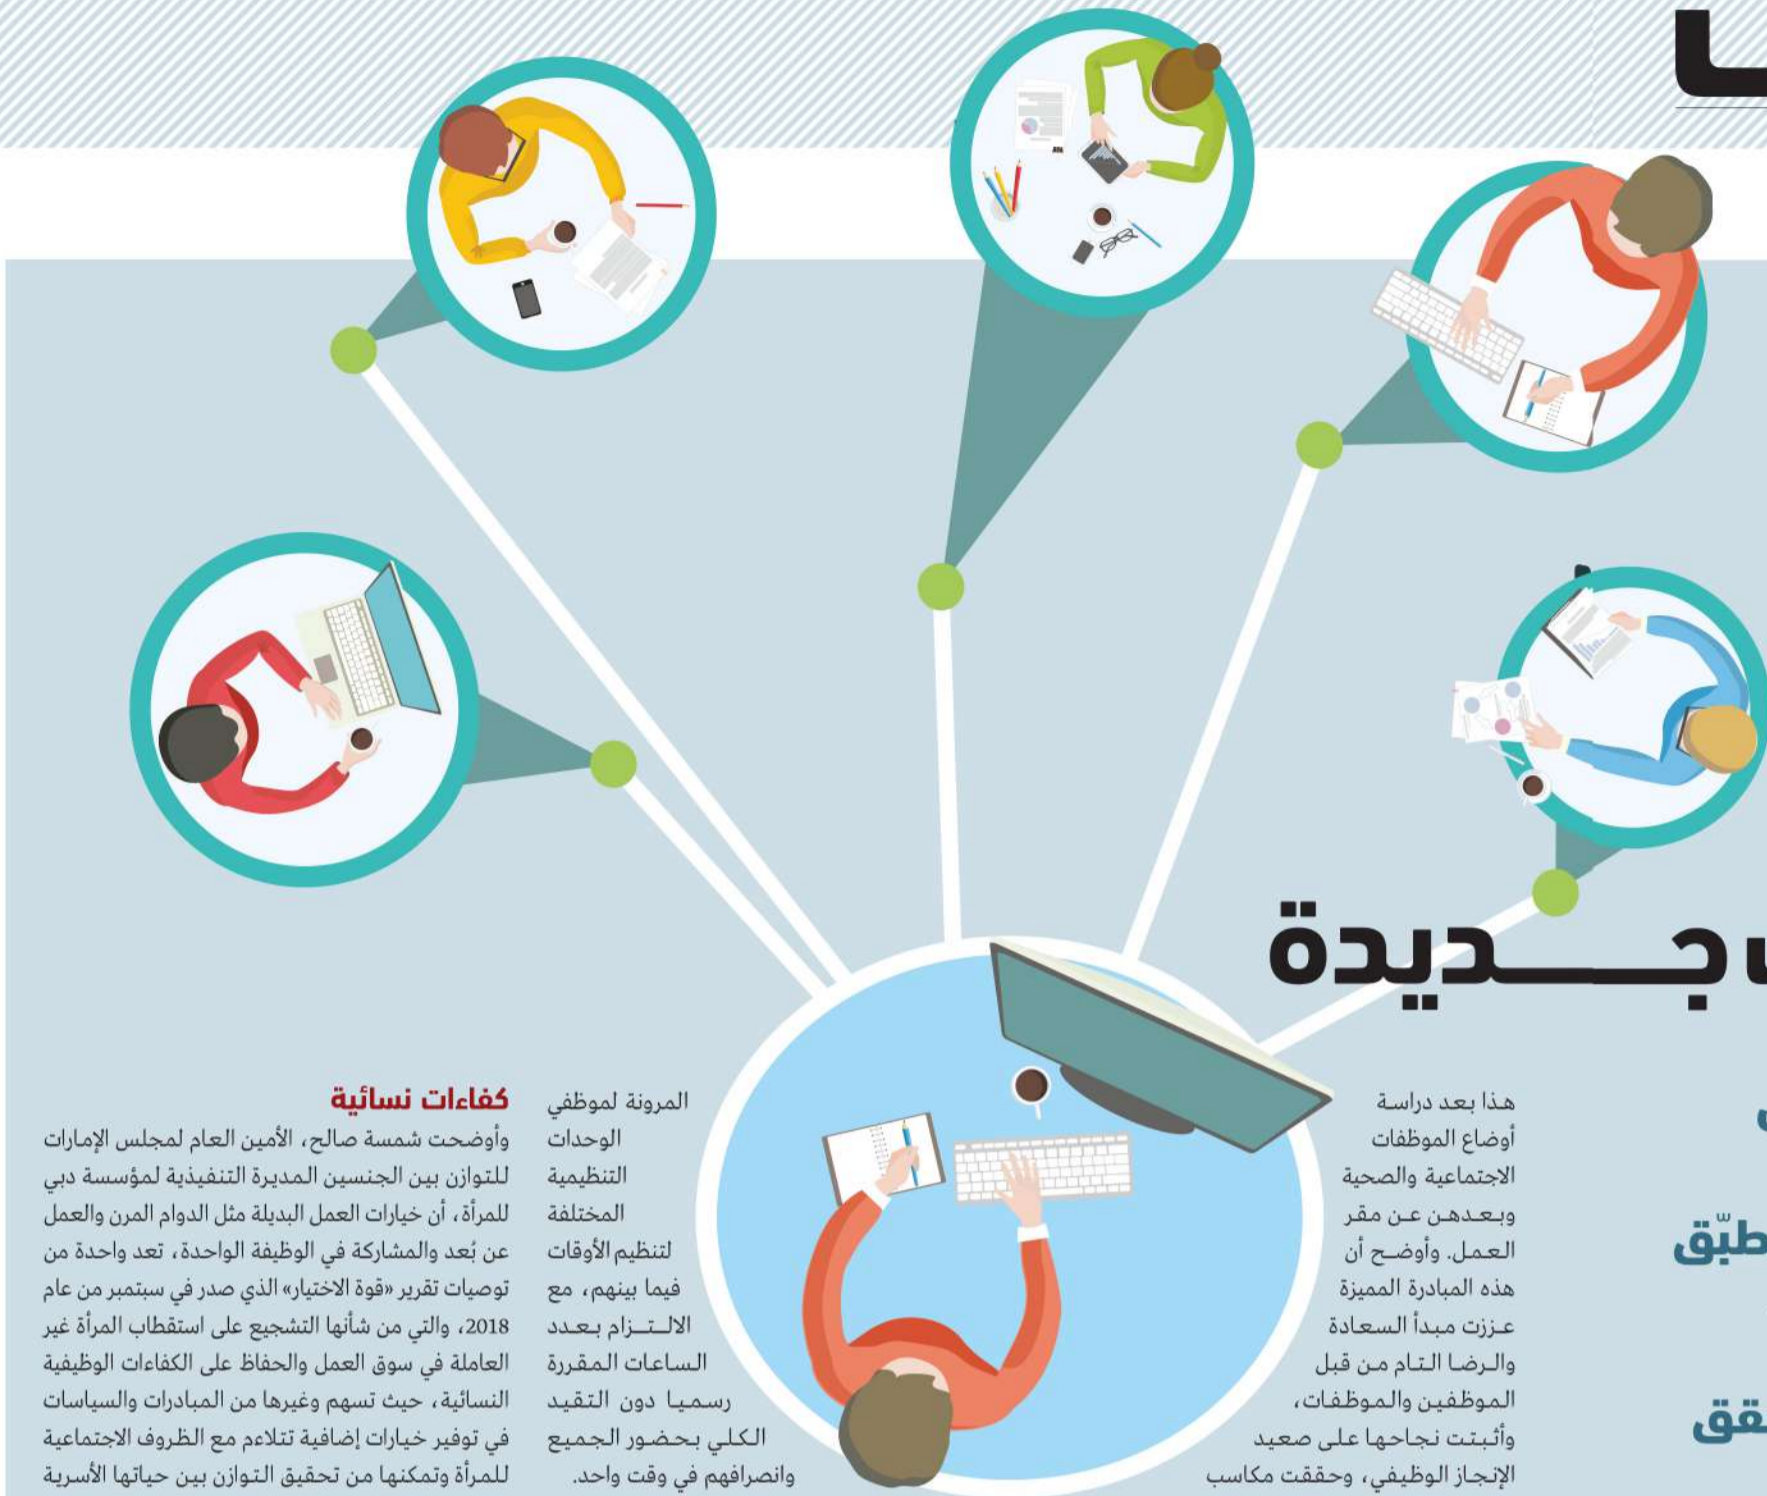 جـــديدة
طبّق
هذا بعد دراسة
أوضاع الموظفات
الاجتماعية والصحية
وبعدهن عن مقر
العمل. وأوضح أن
هذه المبادرة المميزة
عززت مبدأ السعادة
والرضا التام من قبل
الموظفين والموظفات،
وأثبتت نجاحها على صعيد
الإنجاز الوظيفي، وحققت مكاسب
المرونة لموظفي
الوحدات
التنظيمية
المختلفة
لتنظيم الأوقات
فيما بينهم، مع
الالتزام بعدد
الساعات المقررة
رسميا دون التقيد
الكلي بحضور الجميع
وانصرافهم في وقت واحد.
كفاءات نسائية
وأوضحت شمسة صالح، الأمين العام لمجلس الإمارات
للتوازن بين الجنسين المديرة التنفيذية لمؤسسة دبي
للمرأة، أن خيارات العمل البديلة مثل الدوام المرن والعمل
عن بُعد والمشاركة في الوظيفة الواحدة، تعد واحدة من
توصيات تقرير «قوة الاختيار» الذي صدر في سبتمبر من عام
2018، والتي من شأنها التشجيع على استقطاب المرأة غير
العاملة في سوق العمل والحفاظ على الكفاءات الوظيفية
النسائية، حيث تسهم وغيرها من المبادرات والسياسات
في توفير خيارات إضافية تتلاءم مع الظروف الاجتماعية
للمرأة وتمكنها من تحقيق التوازن بين حياتها الأسرية